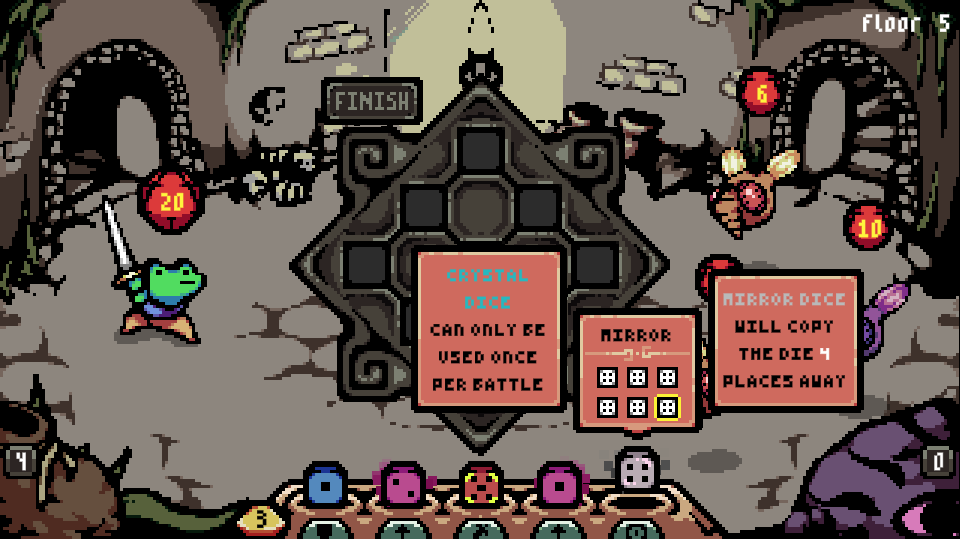 floor 5
FINISH
6
20
10
CRYSTAL
DICE
CAN ONLY BE
USED ONCE
PER BATTLE
MIRROR
MIRROR DICE
WILL COPY
THE DIE 4
PLACES AWAY
4
0
3